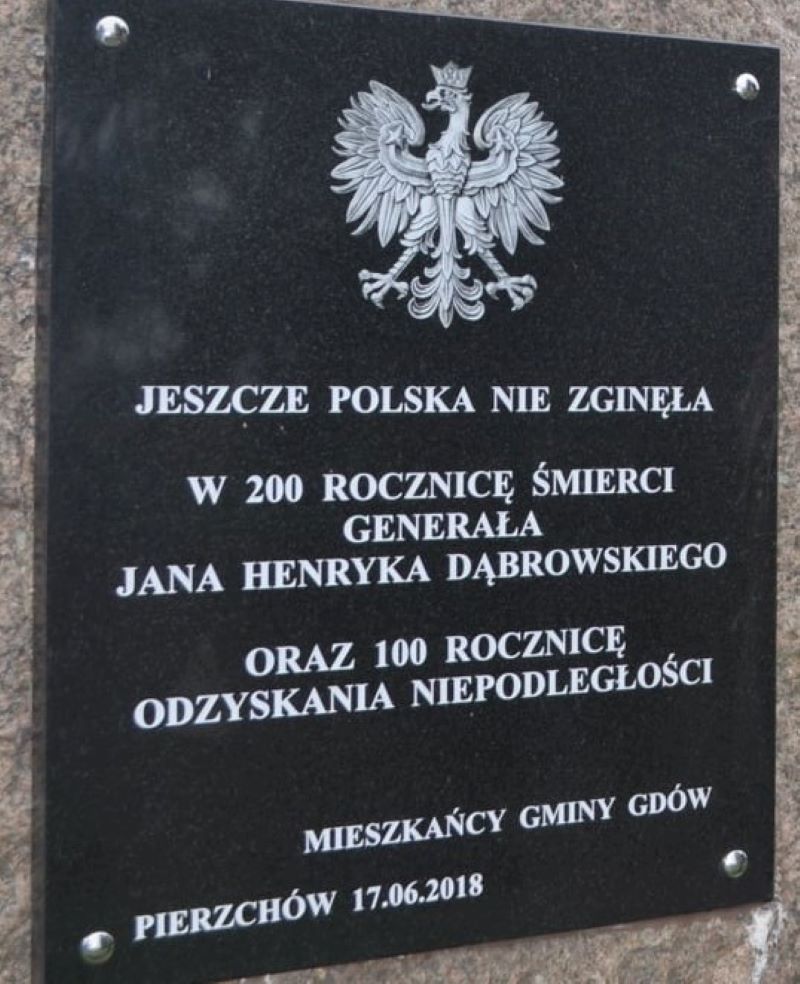 JESZCZE POLSKA NIE ZGINĘŁA
W 200 ROCZNICĘ ŚMIERCI
GENERAŁA
JANA HENRYKA DĄBROWSKIEGO
ORAZ 100 ROCZNICĘ
ODZYSKANIA NIEPODLEGŁOŚCI
MIESZKAŃCY GMINY GDÓW
PIERZCHÓW 17.06.2018